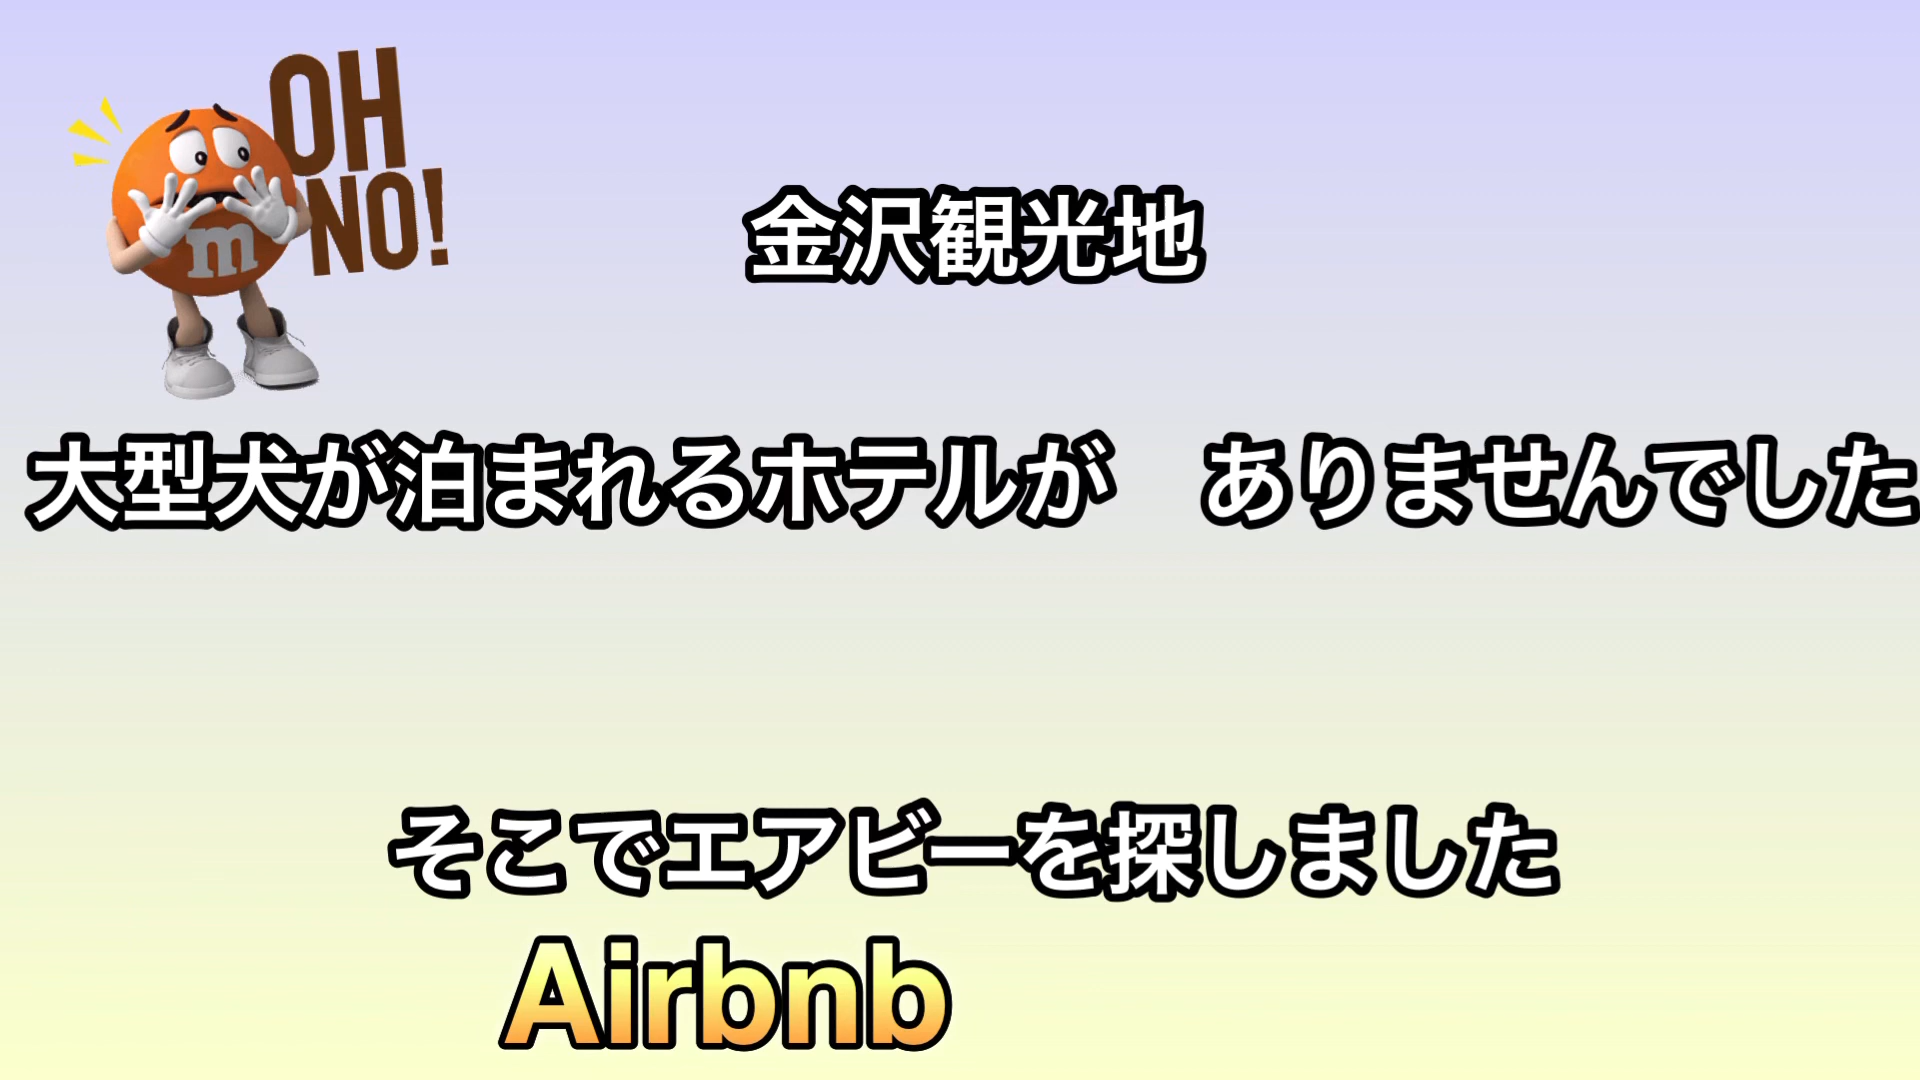 OH
NO!
m
金沢観光地
大型犬が泊まれるホテルが　ありませんでした
そこでエアビーを探しました
Airbnb